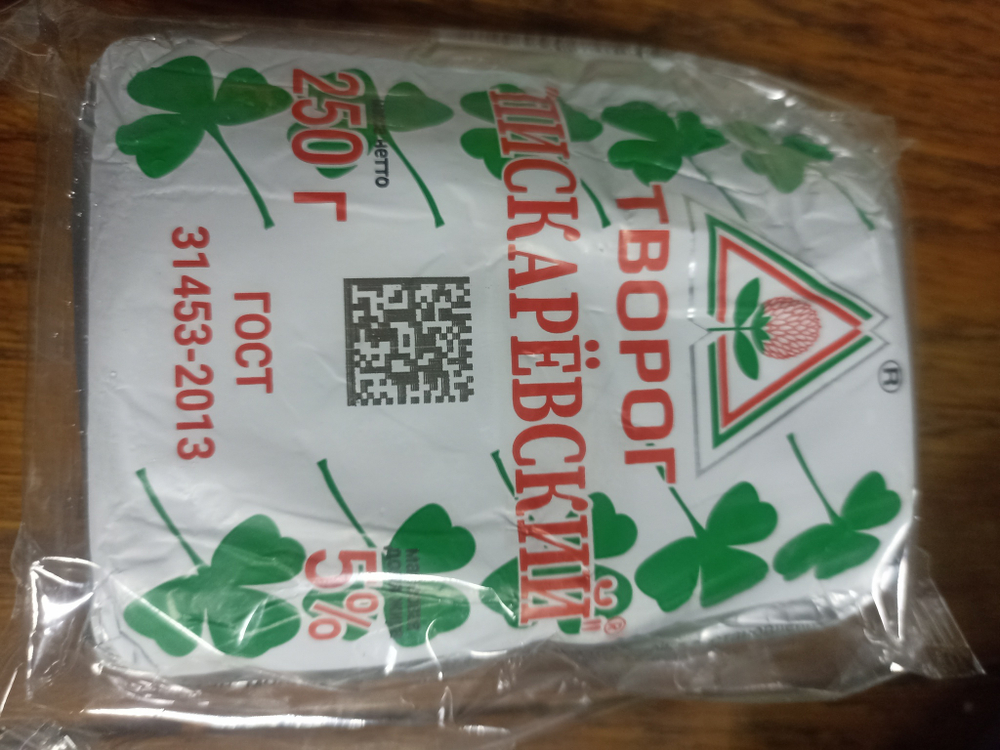 ®
ТВОРОГ
"ПИСКАРЁВСКИЙ"®
нетто
250 г
5%
ГОСТ
31453-2013